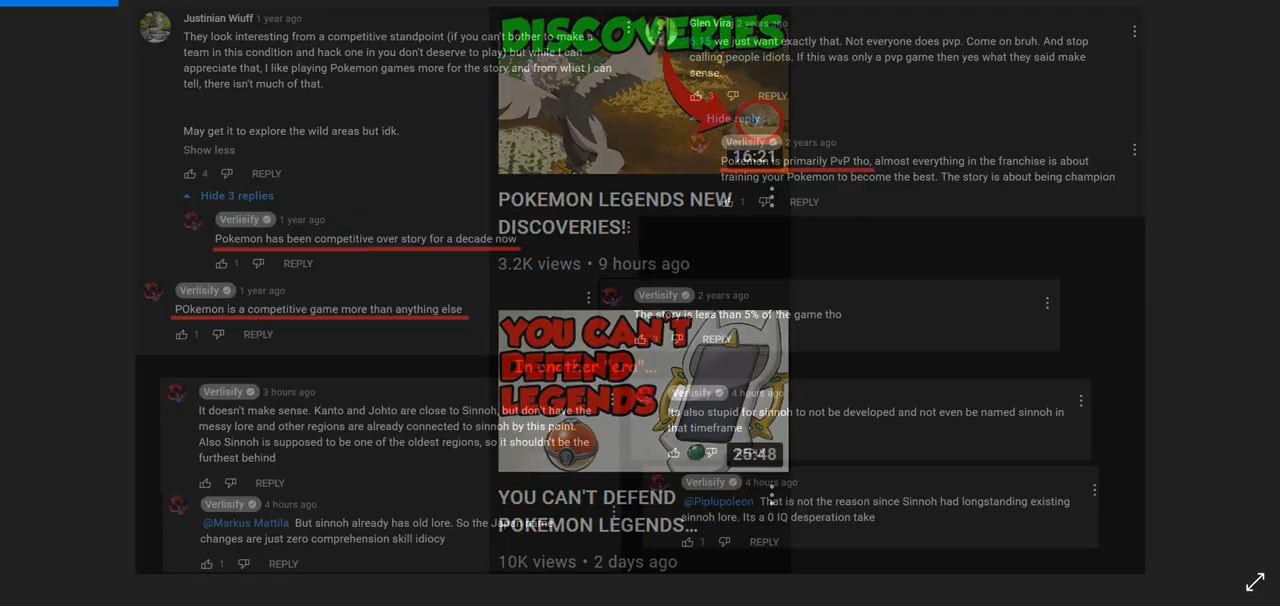 Justinian Wiuff 1 year ago
They look interesting from a competitive standpoint (if you can't bother to make a
team in this condition and hack one in you don't deserve to play) but while I can
appreciate that, I like playing Pokemon games more for the story and from what I can
tell, there isn't much of that.
May get it to explore the wild areas but idk.
Show less
4 REPLY
Hide 3 replies
Verlisify 1 year ago
Pokemon has been competitive over story for a decade now
1 REPLY
Verlisify 1 year ago
POkemon is a competitive game more than anything else
1 REPLY
Verlisify 3 hours ago
It doesn't make sense. Kanto and Johto are close to Sinnoh, but don't have the
messy lore and other regions are already connected to sinnoh by this point.
Also Sinnoh is supposed to be one of the oldest regions, so it shouldn't be the
furthest behind
REPLY
Verlisify 4 hours ago
@Markus Mattila But sinnoh already has old lore. So the Japan name
changes are just zero comprehension skill idiocy
1 REPLY
DISCOVERIES
16:21
POKEMON LEGENDS NEW
DISCOVERIES!
3.2K views • 9 hours ago
YOU CAN'T
DEFEND
LEGENDS
In another "era"...
25:48
YOU CAN'T DEFEND
POKEMON LEGENDS...
10K views • 2 days ago
Glen Viraj 2 years ago
6:15 we just want exactly that. Not everyone does pvp. Come on bruh. And stop
calling people idiots. If this was only a pvp game then yes what they said make
sense.
3 REPLY
Hide reply
Verlisify 2 years ago
Pokemon is primarily PvP tho, almost everything in the franchise is about
training your Pokemon to become the best. The story is about being champion
1 REPLY
Verlisify 2 years ago
The story is less than 5% of the game tho
3 REPLY
Verlisify 4 hours ago
Its also stupid for sinnoh to not be developed and not even be named sinnoh in
that timeframe
Verlisify 4 hours ago
@Piplupoleon That is not the reason since Sinnoh had longstanding existing
sinnoh lore. Its a 0 IQ desperation take
1 REPLY